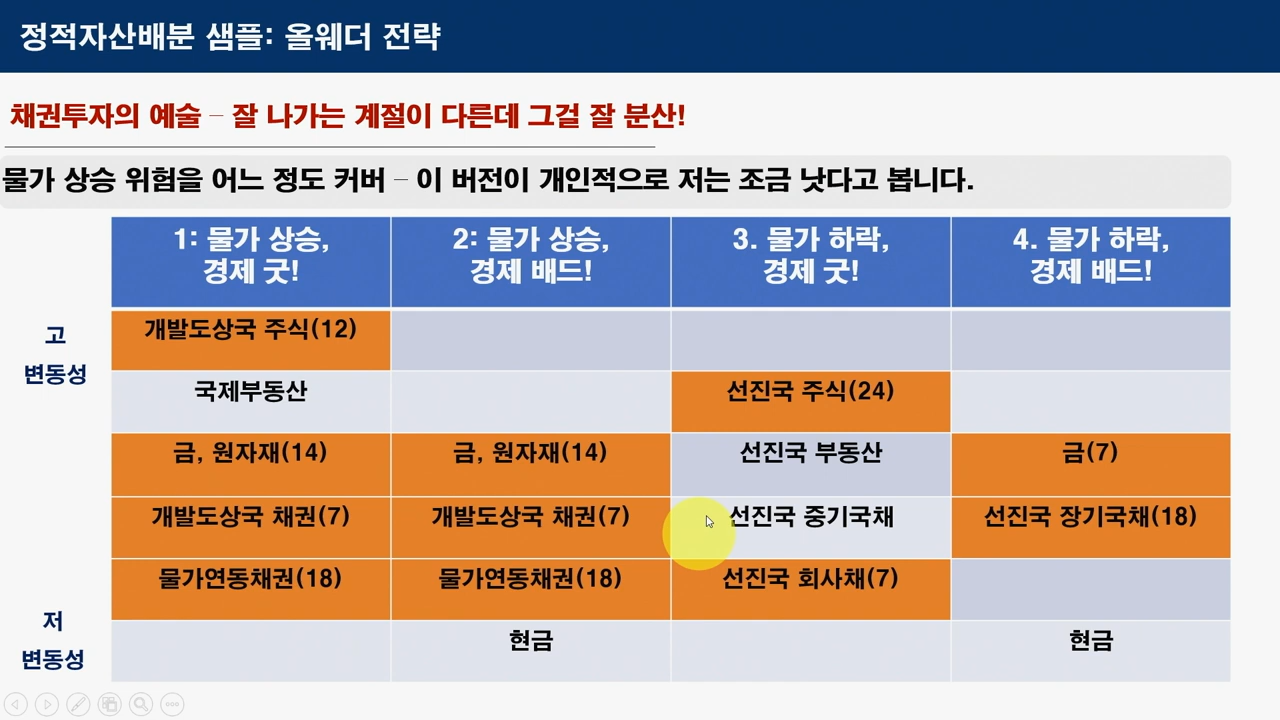 정적자산배분 샘플: 올웨더 전략
채권투자의 예술 – 잘 나가는 계절이 다른데 그걸 잘 분산!
물가 상승 위험을 어느 정도 커버 – 이 버전이 개인적으로 저는 조금 낫다고 봅니다.
1: 물가 상승,
경제 굿!
2: 물가 상승,
경제 배드!
3. 물가 하락,
경제 굿!
4. 물가 하락,
경제 배드!
고
변동성
개발도상국 주식(12)
국제부동산
선진국 주식(24)
금, 원자재(14)
금, 원자재(14)
선진국 부동산
금(7)
개발도상국 채권(7)
개발도상국 채권(7)
선진국 중기국채
선진국 장기국채(18)
물가연동채권(18)
물가연동채권(18)
선진국 회사채(7)
저
변동성
현금
현금